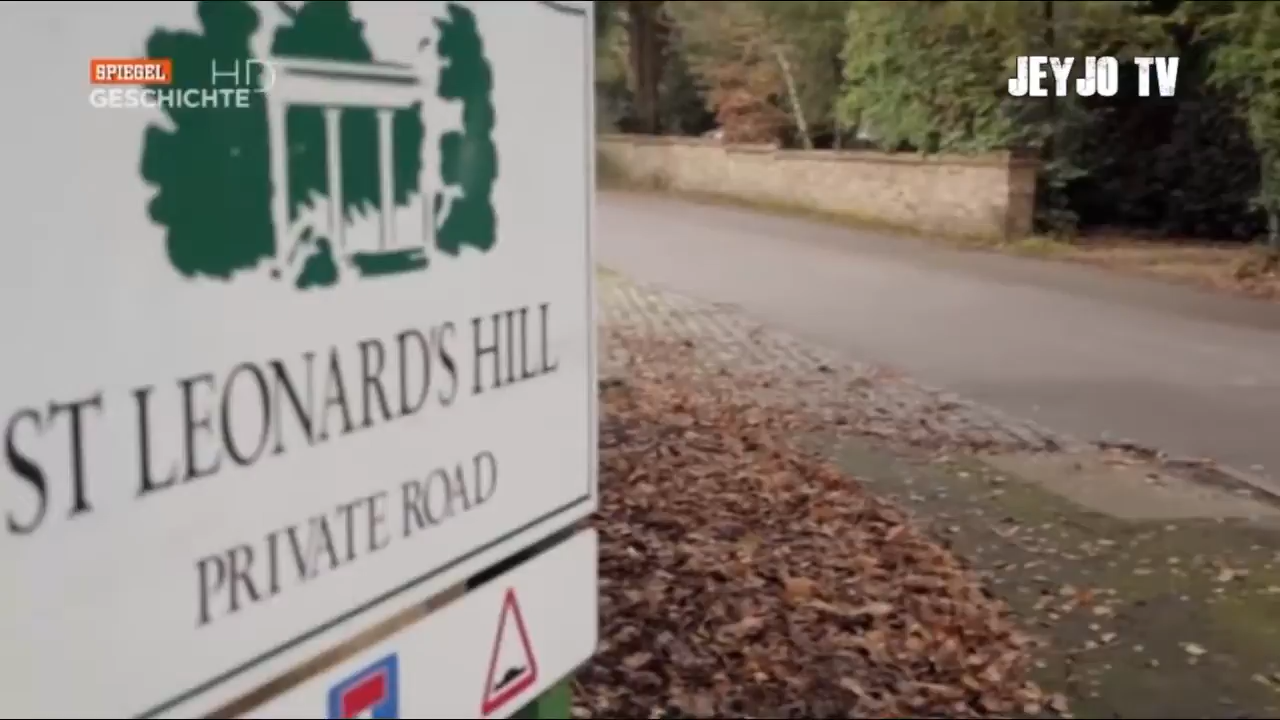 SPIEGEL HD
GESCHICHTE
JEYJO TV
ST LEONARD'S HILL
PRIVATE ROAD